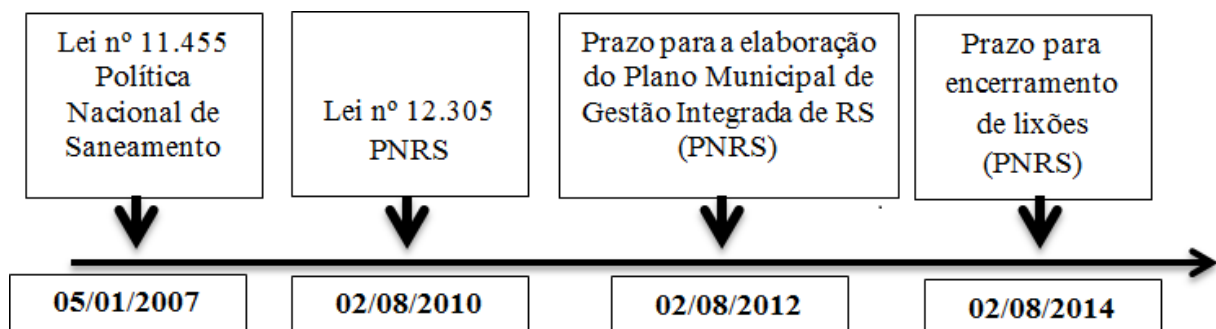 Lei nº 11.455
Política
Nacional de
Saneamento
Lei nº 12.305
PNRS
Prazo para a elaboração
do Plano Municipal de
Gestão Integrada de RS
(PNRS)
Prazo para
encerramento
de lixões
(PNRS)
05/01/2007
02/08/2010
02/08/2012
02/08/2014